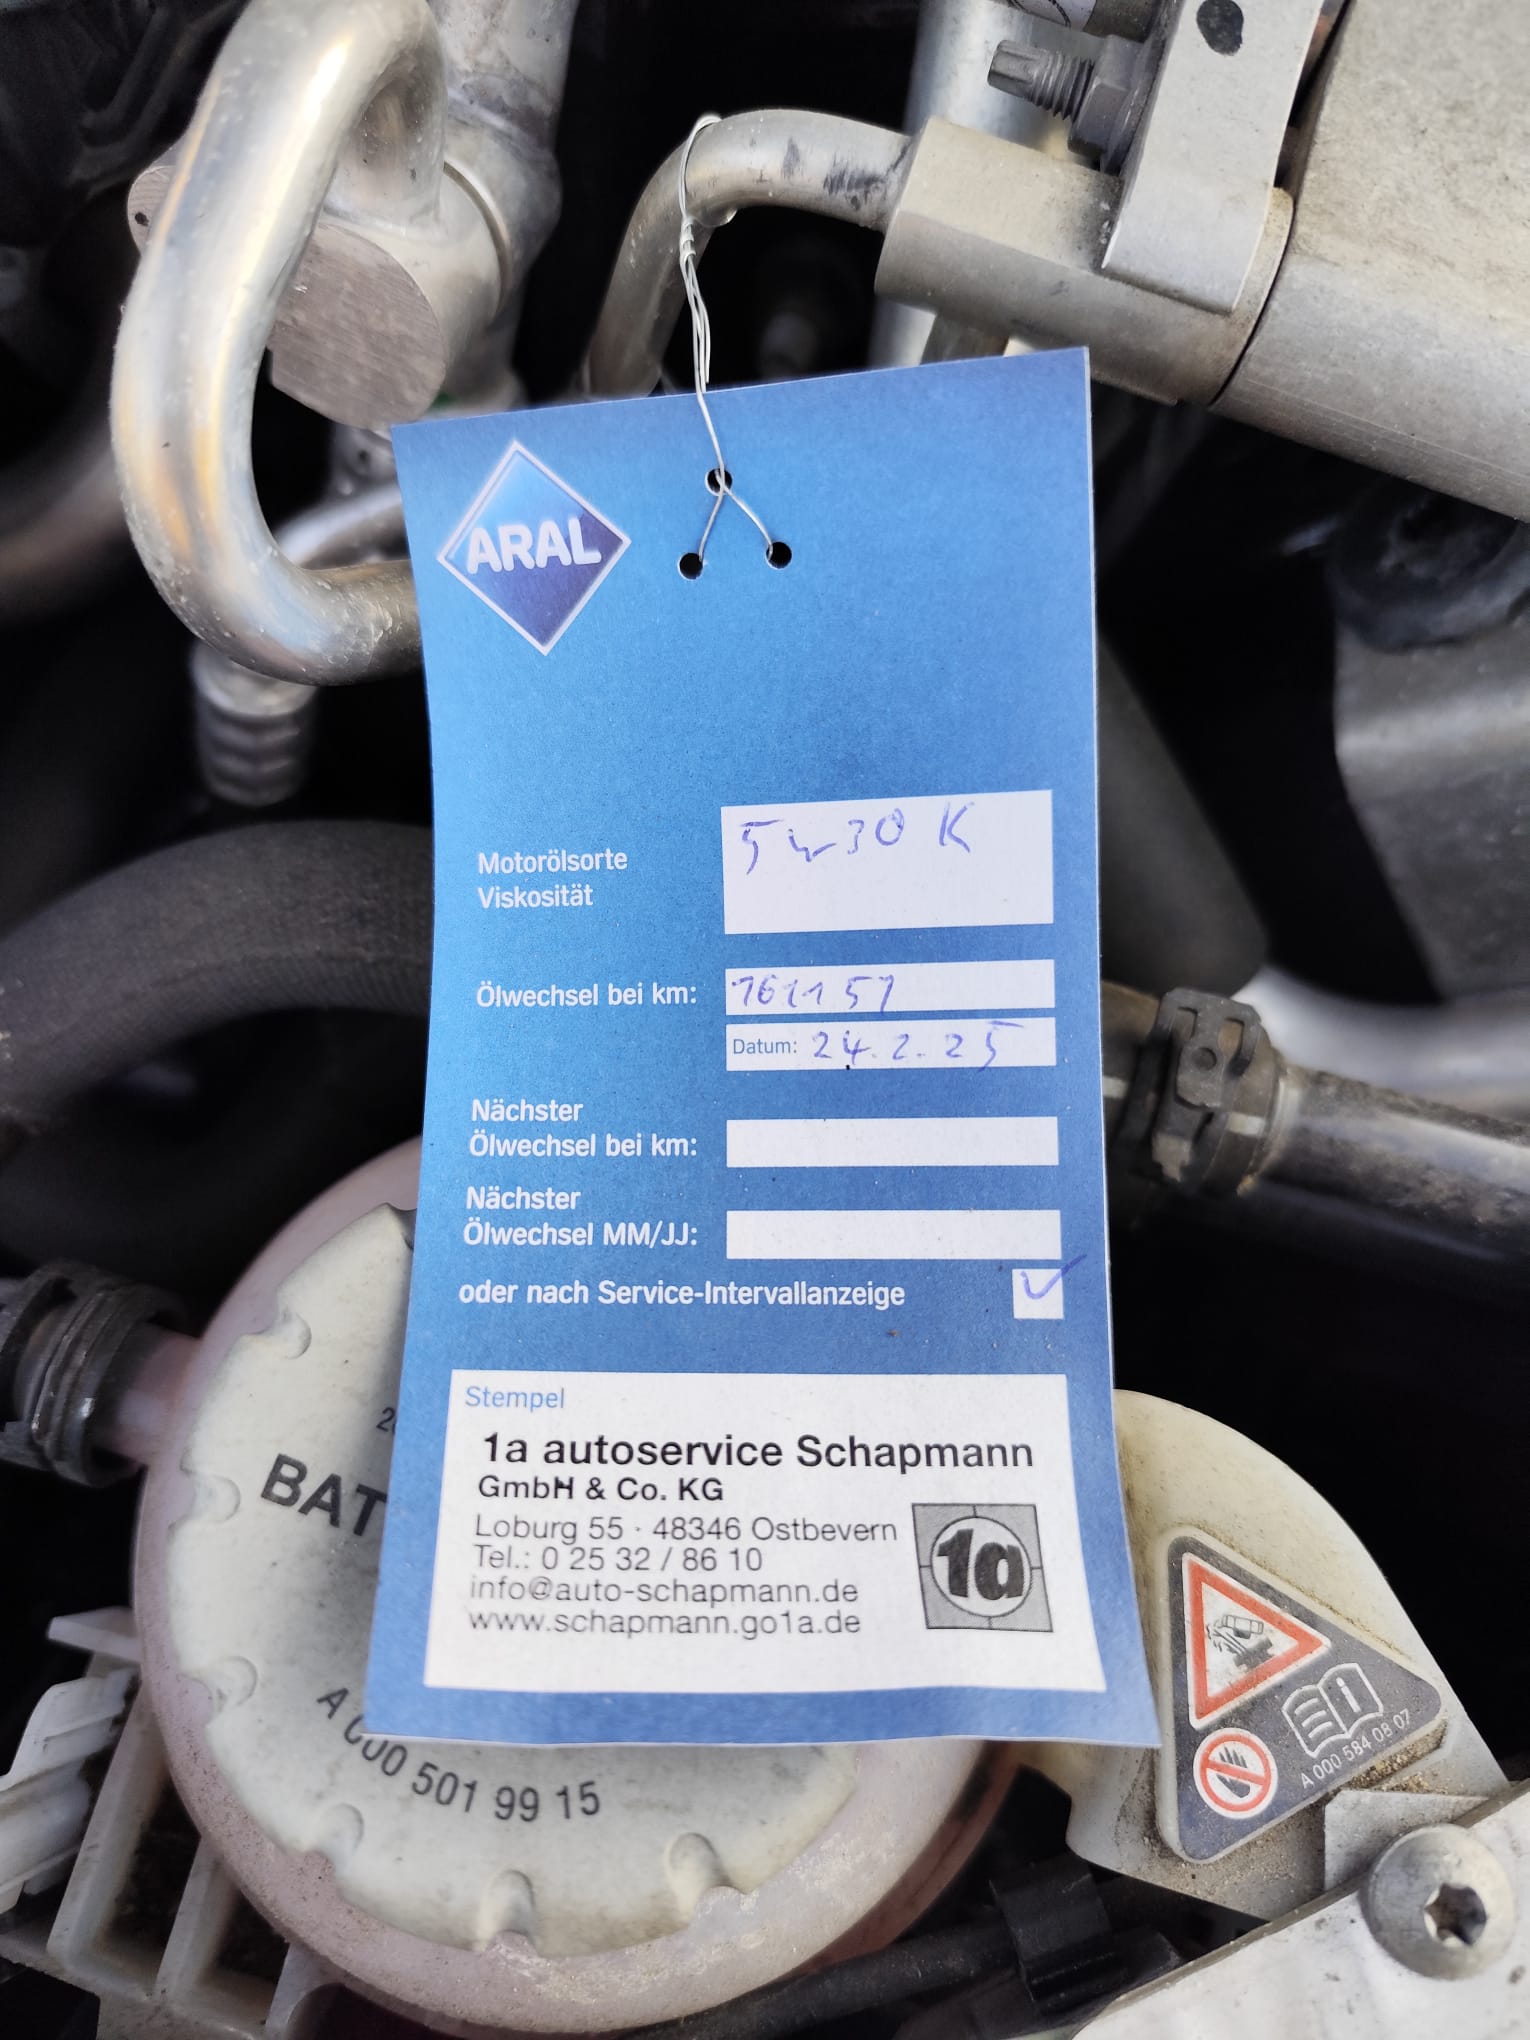 ARAL
Motorölsorte
Viskosität
5w30 K
Ölwechsel bei km:
161151
Datum: 24.2.25
Nächster
Ölwechsel bei km:
Nächster
Ölwechsel MM/JJ:
oder nach Service-Intervallanzeige
Stempel
1a autoservice Schapmann
GmbH & Co. KG
Loburg 55 · 48346 Ostbevern
Tel.: 0 25 32 / 86 10
info@auto-schapmann.de
www.schapmann.go1a.de
1a
BAT
A 000 501 99 15
A 000 584 08 07